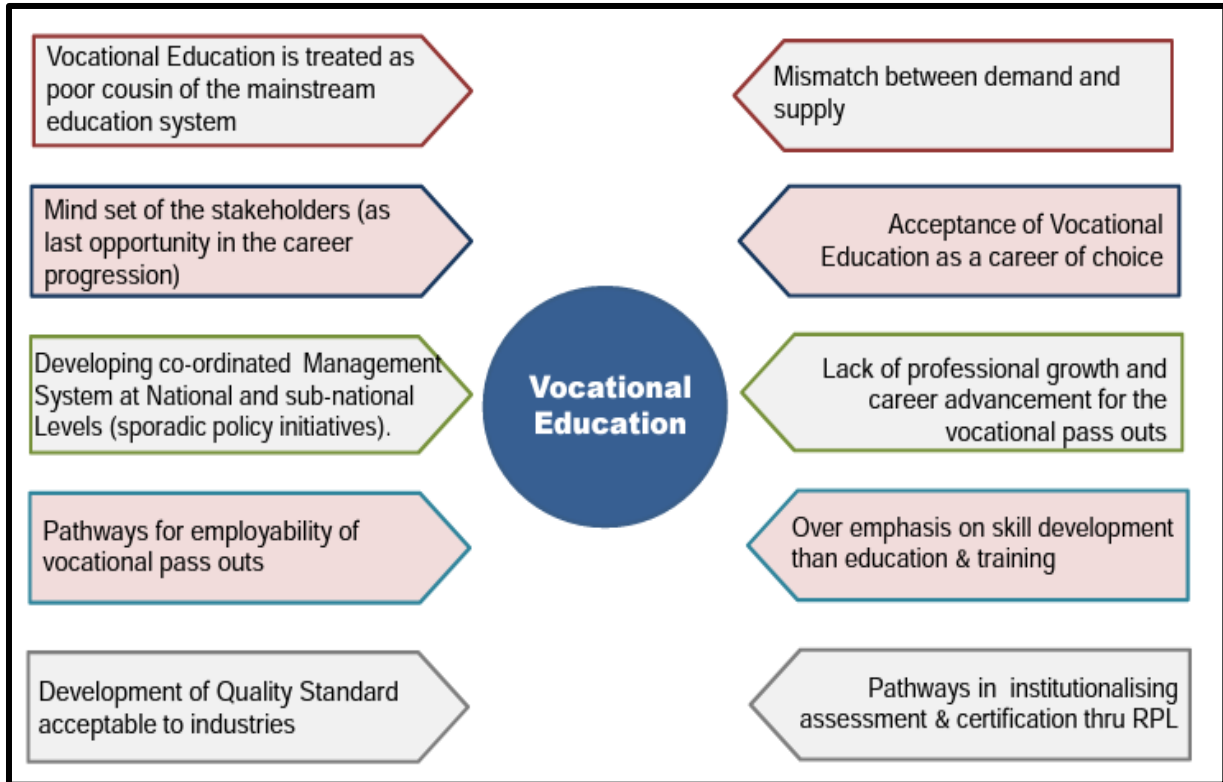 Vocational Education is treated as
poor cousin of the mainstream
education system
Mismatch between demand and
supply
Mind set of the stakeholders (as
last opportunity in the career
progression)
Acceptance of Vocational
Education as a career of choice
Developing co-ordinated Management
System at National and sub-national
Levels (sporadic policy initiatives).
Vocational
Education
Lack of professional growth and
career advancement for the
vocational pass outs
Pathways for employability of
vocational pass outs
Over emphasis on skill development
than education & training
Development of Quality Standard
acceptable to industries
Pathways in institutionalising
assessment & certification thru RPL